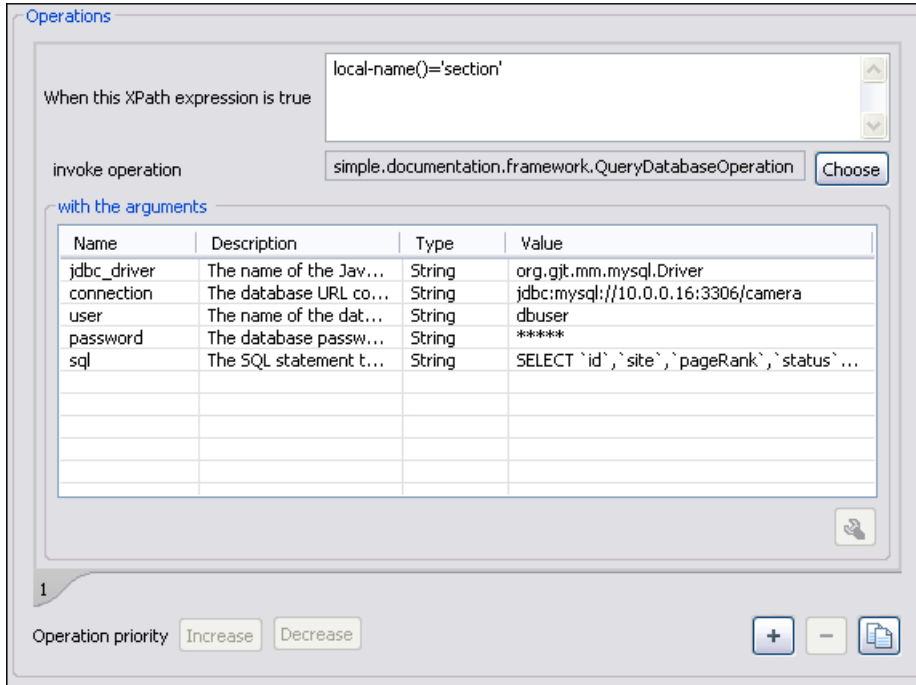 Operations
When this XPath expression is true
local-name()='section'
invoke operation
simple.documentation.framework.QueryDatabaseOperation
Choose
with the arguments
Name Description Type Value
jdbc_driver The name of the Jav... String org.gjt.mm.mysql.Driver
connection The database URL co... String jdbc:mysql://10.0.0.16:3306/camera
user The name of the dat... String dbuser
password The database passw... String *****
sql The SQL statement t... String SELECT `id`,`site`,`pageRank`,`status`...
1
Operation priority Increase Decrease